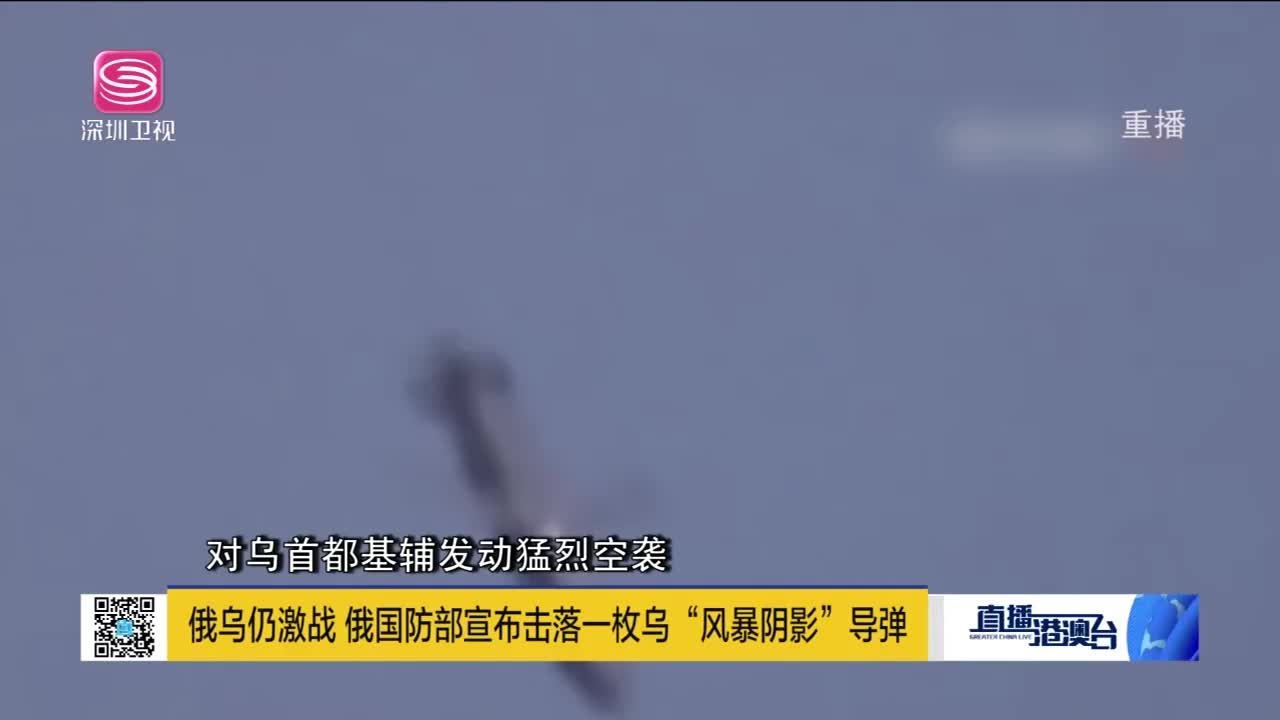 深圳卫视
重播
对乌首都基辅发动猛烈空袭
俄乌仍激战 俄国防部宣布击落一枚乌“风暴阴影”导弹
直播港澳台
GREATER CHINA LIVE